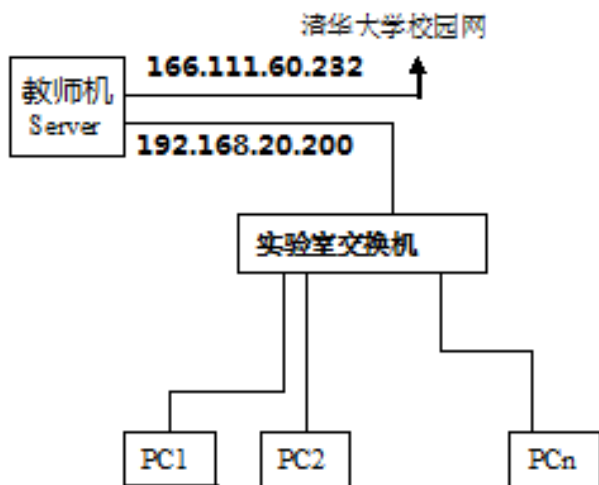 清华大学校园网
166.111.60.232
教师机
Server
192.168.20.200
实验室交换机
PC1
PC2
PCn